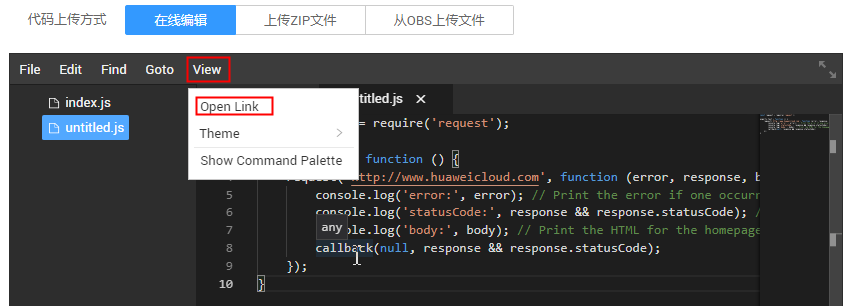 代码上传方式 在线编辑 上传ZIP文件 从OBS上传文件
File Edit Find Goto View
index.js
untitled.js
Open Link
Theme
Show Command Palette
titled.js
= require('request');
function () {
'http://www.huaweicloud.com', function (error, response, b
5 console.log('error:', error); // Print the error if one occurr
console.log('statusCode:', response && response.statusCode); //
any
.log('body:', body); // Print the HTML for the homepage
8 callback(null, response && response.statusCode);
9 });
10 }